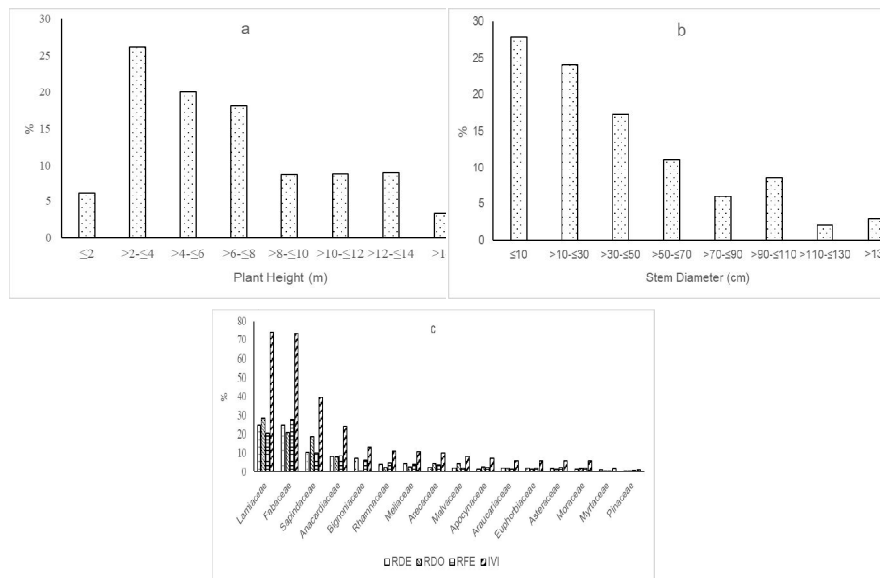 a
30
25
20
15
10
5
0
%
≤2 >2-≤4 >4-≤6 >6-≤8 >8-≤10 >10-≤12 >12-≤14 >1
Plant Height (m)
b
30
25
20
15
10
5
0
%
≤10 >10-≤30 >30-≤50 >50-≤70 >70-≤90 >90-≤110 >110-≤130 >13
Stem Diameter (cm)
c
80
70
60
50
40
30
20
10
0
%
Lamiaceae
Fabaceae
Sapindaceae
Anacardiaceae
Bignoniaceae
Rhamnaceae
Meliaceae
Arecaceae
Malvaceae
Apocynaceae
Araucariaceae
Euphorbiaceae
Asteraceae
Moraceae
Myrtaceae
Pinaceae
RDE RDO RFE IVI